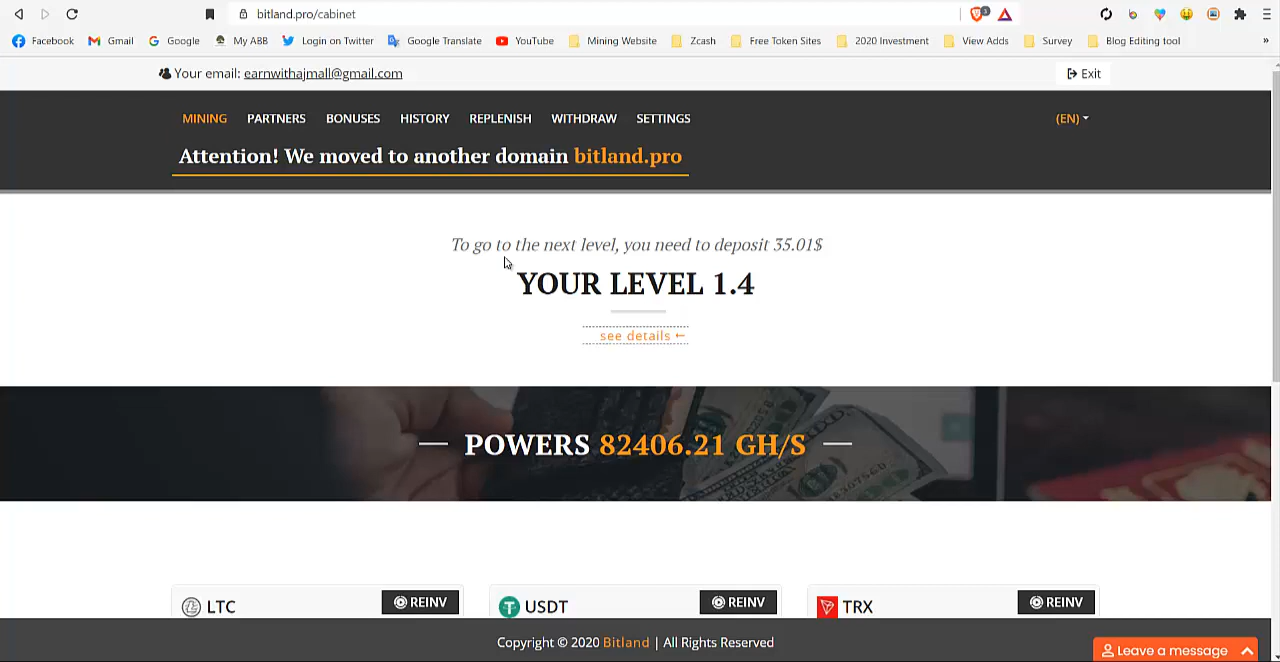 bitland.pro/cabinet
3
Facebook Gmail Google My ABB Login on Twitter Google Translate YouTube Mining Website Zcash Free Token Sites 2020 Investment View Adds Survey Blog Editing tool »
Your email: earnwithajmall@gmail.com Exit
MINING PARTNERS BONUSES HISTORY REPLENISH WITHDRAW SETTINGS (EN)
Attention! We moved to another domain bitland.pro
To go to the next level, you need to deposit 35.01$
YOUR LEVEL 1.4
see details ←
POWERS 82406.21 GH/S
LTC REINV USDT REINV TRX REINV
Copyright © 2020 Bitland | All Rights Reserved
Leave a message